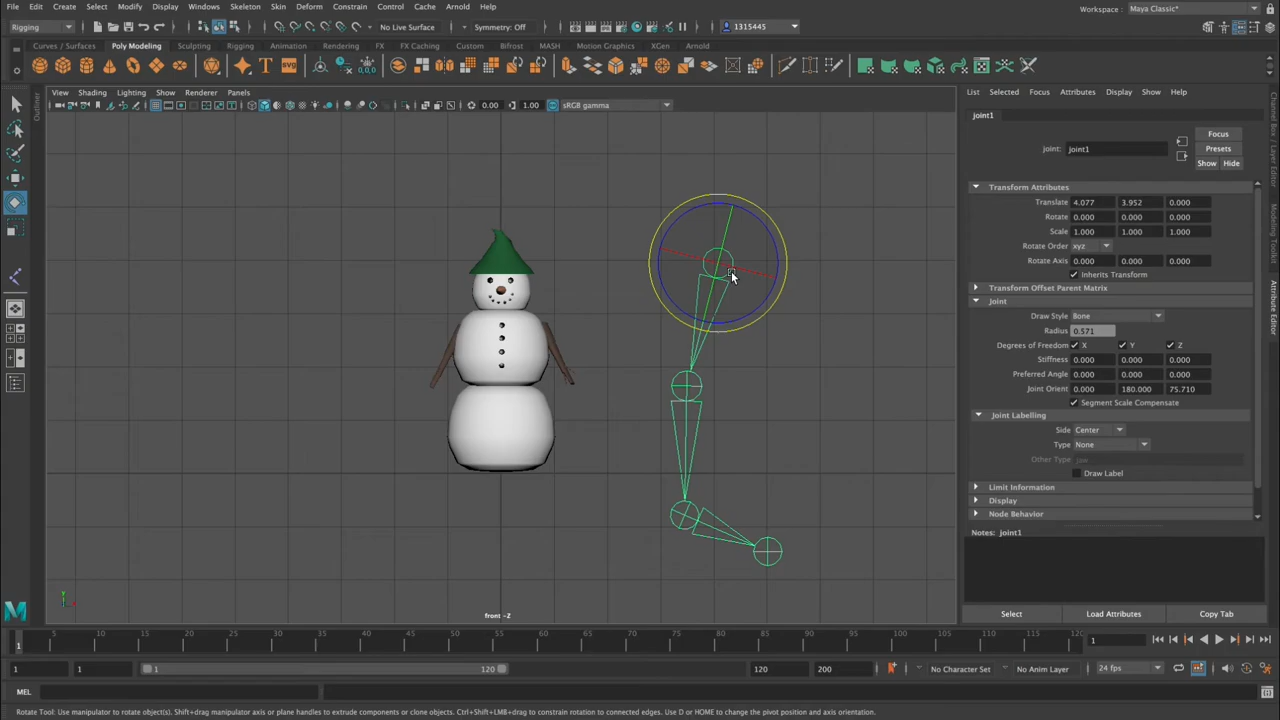 File Edit Create Select Modify Display Windows Skeleton Skin Deform Constrain Control Cache Arnold Help Workspace : Maya Classic*
Rigging No Live Surface Symmetry: Off 1315445
Curves / Surfaces Poly Modeling Sculpting Rigging Animation Rendering FX FX Caching Custom Bifrost MASH Motion Graphics XGen Arnold
View Shading Lighting Show Renderer Panels
0.00 1.00 sRGB gamma
Outliner
front -Z
List Selected Focus Attributes Display Show Help
joint1
joint: joint1
Focus
Presets
Show Hide
Transform Attributes
Translate 4.077 3.952 0.000
Rotate 0.000 0.000 0.000
Scale 1.000 1.000 1.000
Rotate Order xyz
Rotate Axis 0.000 0.000 0.000
Inherits Transform
Transform Offset Parent Matrix
Joint
Draw Style Bone
Radius 0.571
Degrees of Freedom X Y Z
Stiffness 0.000 0.000 0.000
Preferred Angle 0.000 0.000 0.000
Joint Orient 0.000 180.000 75.710
Segment Scale Compensate
Joint Labelling
Side Center
Type None
Other Type jaw
Draw Label
Limit Information
Display
Node Behavior
Notes: joint1
Select Load Attributes Copy Tab
Channel Box / Layer Editor
Modeling Toolkit
Attribute Editor
5 10 15 20 25 30 35 40 45 50 55 60 65 70 75 80 85 90 95 100 105 110 115 120
1 1
1 1 1 120 120 200 No Character Set No Anim Layer 24 fps
MEL
Rotate Tool: Use manipulator to rotate object(s). Shift+drag manipulator axis or plane handles to extrude components or clone objects. Ctrl+Shift+LMB+drag to constrain rotation to connected edges. Use D or HOME to change the pivot position and axis orientation.